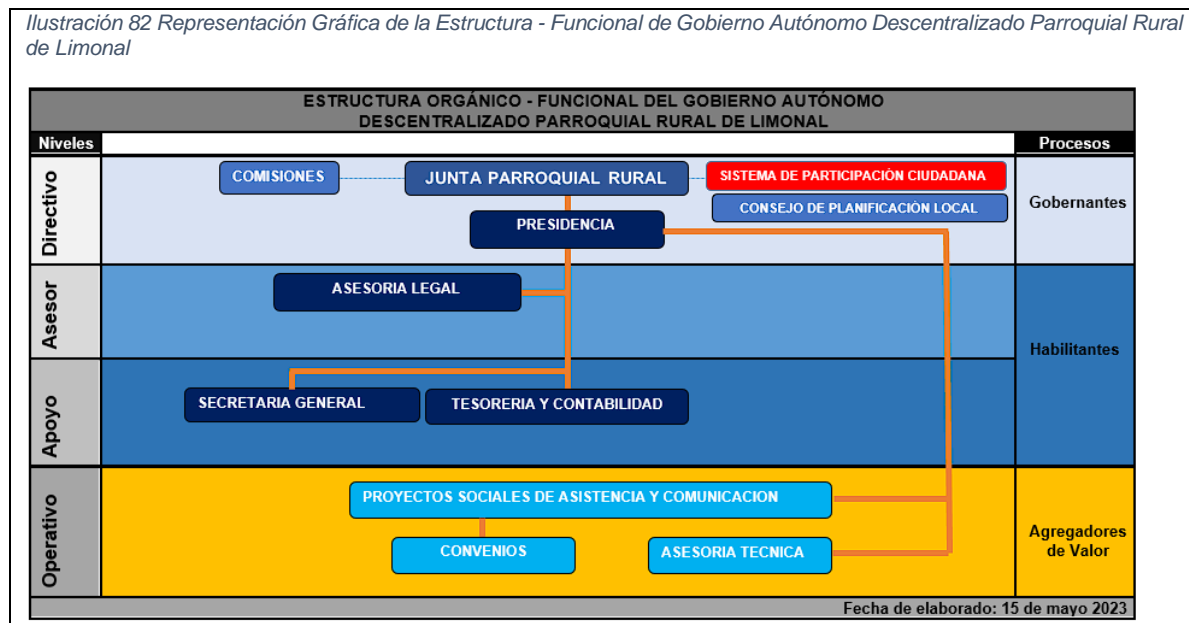 Ilustración 82 Representación Gráfica de la Estructura - Funcional de Gobierno Autónomo Descentralizado Parroquial Rural
de Limonal
ESTRUCTURA ORGÁNICO - FUNCIONAL DEL GOBIERNO AUTÓNOMO
DESCENTRALIZADO PARROQUIAL RURAL DE LIMONAL
Niveles
Procesos
Directivo
COMISIONES
JUNTA PARROQUIAL RURAL
SISTEMA DE PARTICIPACIÓN CIUDADANA
CONSEJO DE PLANIFICACIÓN LOCAL
PRESIDENCIA
Gobernantes
Asesor
ASESORIA LEGAL
Habilitantes
Apoyo
SECRETARIA GENERAL
TESORERIA Y CONTABILIDAD
Operativo
PROYECTOS SOCIALES DE ASISTENCIA Y COMUNICACION
CONVENIOS
ASESORIA TECNICA
Agregadores
de Valor
Fecha de elaborado: 15 de mayo 2023